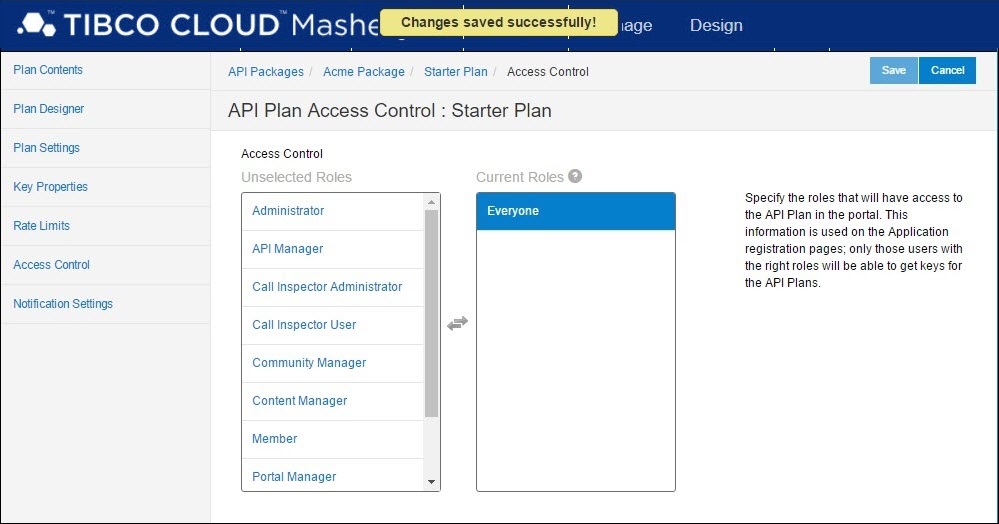 TIBCO CLOUD™ Mashe
Changes saved successfully!
Design
Plan Contents
Plan Designer
Plan Settings
Key Properties
Rate Limits
Access Control
Notification Settings
API Packages / Acme Package / Starter Plan / Access Control
Save
Cancel
API Plan Access Control : Starter Plan
Access Control
Unselected Roles
Administrator
API Manager
Call Inspector Administrator
Call Inspector User
Community Manager
Content Manager
Member
Portal Manager
Current Roles ?
Everyone
Specify the roles that will have access to
the API Plan in the portal. This
information is used on the Application
registration pages; only those users with
the right roles will be able to get keys for
the API Plans.